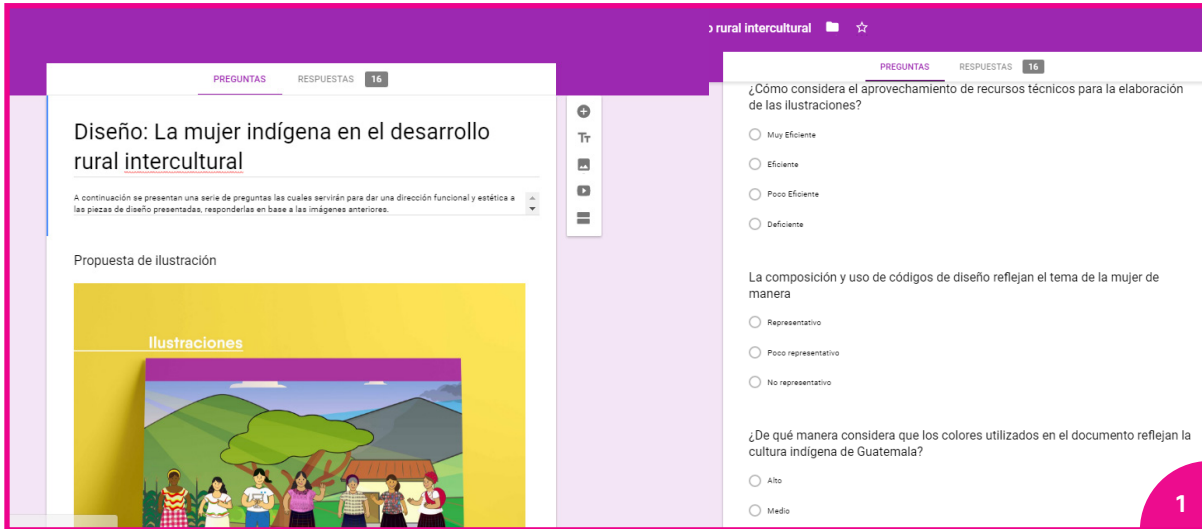 PREGUNTAS RESPUESTAS 16
Diseño: La mujer indígena en el desarrollo
rural intercultural
A continuación se presentan una serie de preguntas las cuales servirán para dar una dirección funcional y estética a
las piezas de diseño presentadas, responderlas en base a las imágenes anteriores.
Propuesta de ilustración
Ilustraciones
Tт
rural intercultural
PREGUNTAS RESPUESTAS 16
¿Cómo considera el aprovechamiento de recursos técnicos para la elaboración
de las ilustraciones?
Muy Eficiente
Eficiente
Poco Eficiente
Deficiente
La composición y uso de códigos de diseño reflejan el tema de la mujer de
manera
Representativo
Poco representativo
No representativo
¿De qué manera considera que los colores utilizados en el documento reflejan la
cultura indígena de Guatemala?
Alto
Medio
1